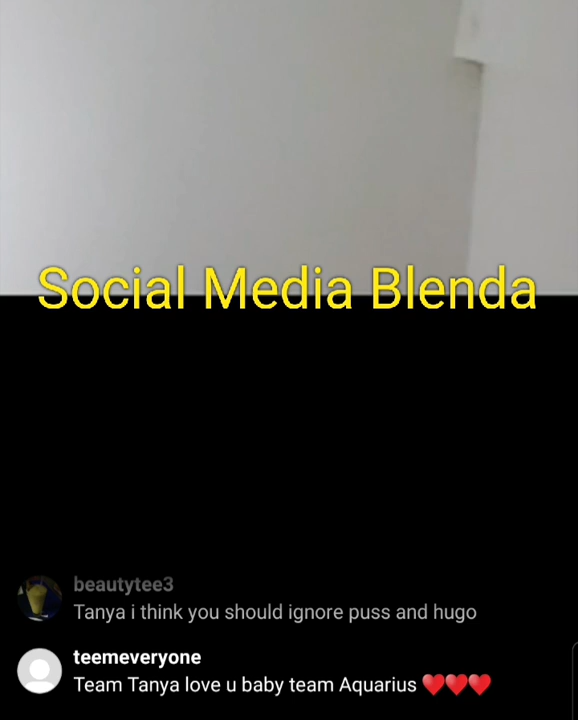 Social Media Blenda
beautytee3
Tanya i think you should ignore puss and hugo
teemeveryone
Team Tanya love u baby team Aquarius ❤️❤️❤️